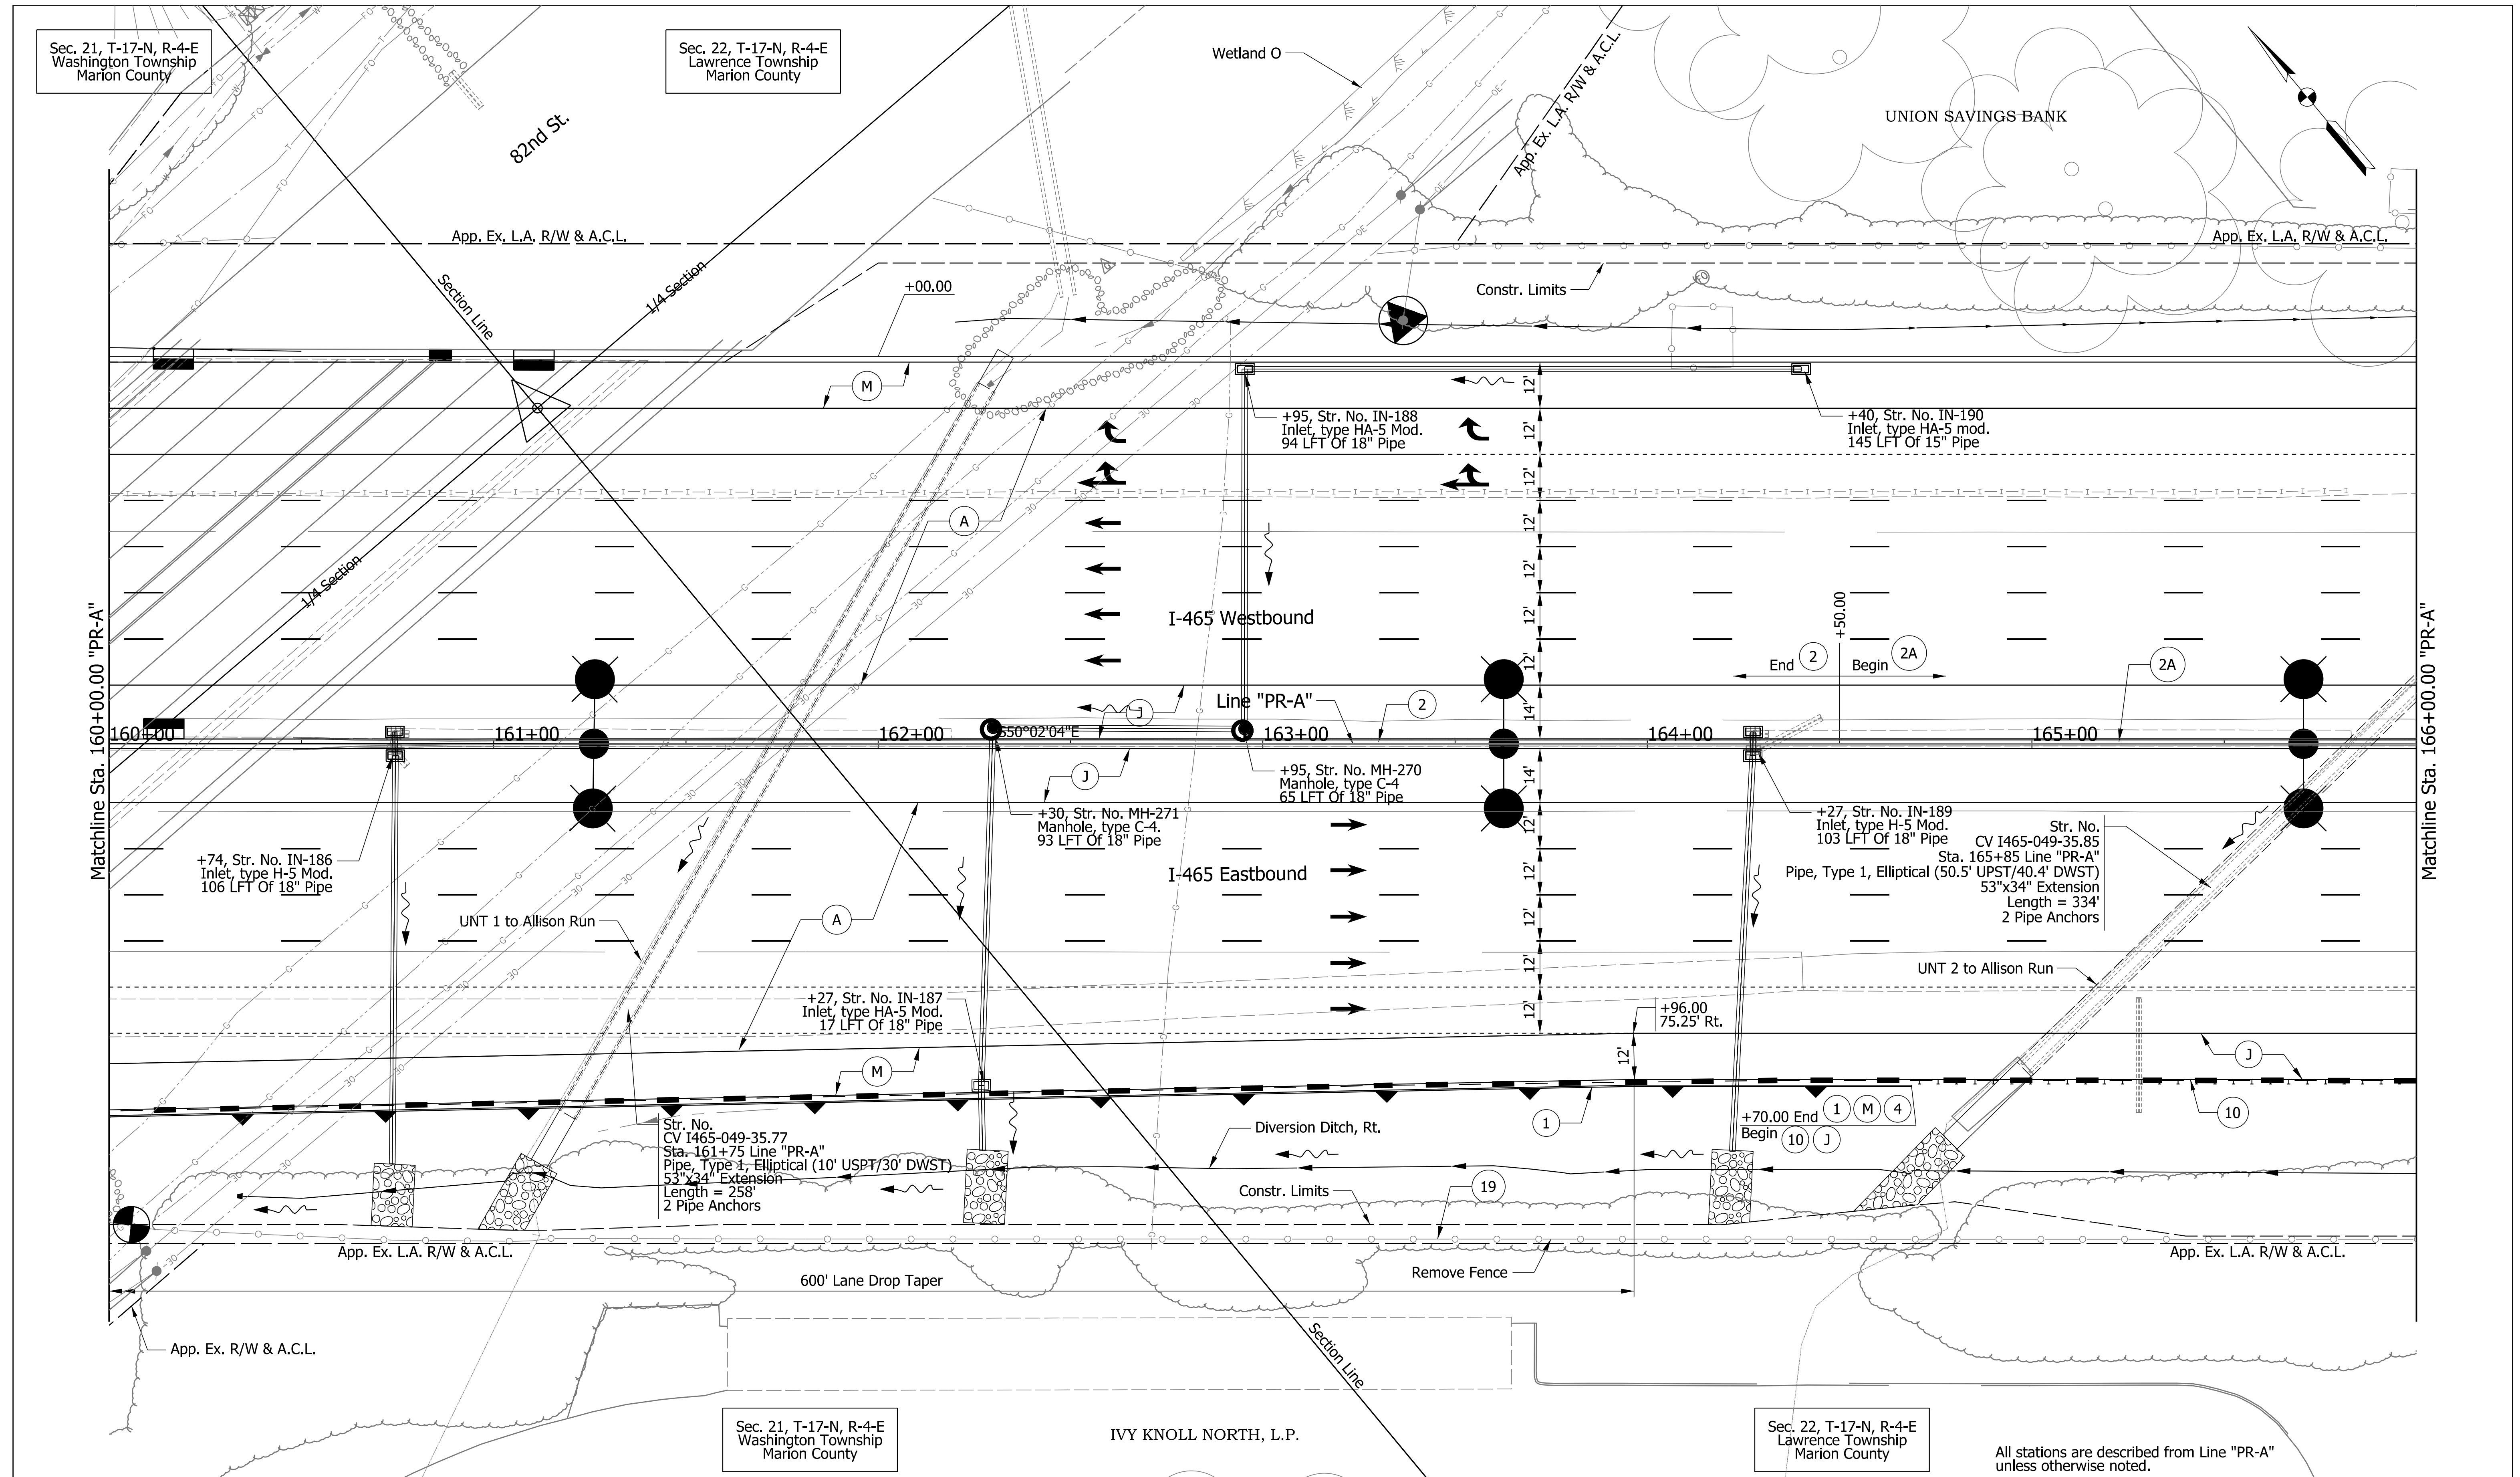 Sec. 21, T-17-N, R-4-E
Washington Township
Marion County
Sec. 22, T-17-N, R-4-E
Lawrence Township
Marion County
82nd St.
Wetland O
App. Ex. L.A. R/W & A.C.L.
UNION SAVINGS BANK
App. Ex. L.A. R/W & A.C.L.
App. Ex. L.A. R/W & A.C.L.
Section Line
1/4 Section
+00.00
Constr. Limits
M
12'
+95, Str. No. IN-188
Inlet, type HA-5 Mod.
94 LFT Of 18" Pipe
+40, Str. No. IN-190
Inlet, type HA-5 mod.
145 LFT Of 15" Pipe
12'
12'
A
12'
12'
1/4 Section
12'
I-465 Westbound
+50.00
12'
End 2 Begin 2A
2A
Matchline Sta. 160+00.00 "PR-A"
Matchline Sta. 166+00.00 "PR-A"
Line "PR-A"
J
2
14'
160+00
161+00
162+00
S50°02'04"E
163+00
164+00
165+00
J
14'
+95, Str. No. MH-270
Manhole, type C-4
65 LFT Of 18" Pipe
+30, Str. No. MH-271
Manhole, type C-4.
93 LFT Of 18" Pipe
+27, Str. No. IN-189
Inlet, type H-5 Mod.
103 LFT Of 18" Pipe
12'
Str. No.
CV I465-049-35.85
Sta. 165+85 Line "PR-A"
Pipe, Type 1, Elliptical (50.5' UPST/40.4' DWST)
53"x34" Extension
Length = 334'
2 Pipe Anchors
+74, Str. No. IN-186
Inlet, type H-5 Mod.
106 LFT Of 18" Pipe
I-465 Eastbound
12'
12'
UNT 1 to Allison Run
A
12'
UNT 2 to Allison Run
+27, Str. No. IN-187
Inlet, type HA-5 Mod.
17 LFT Of 18" Pipe
12'
+96.00
75.25' Rt.
12'
M
J
1
+70.00 End 1 M 4
Begin 10 J
10
Str. No.
CV I465-049-35.77
Sta. 161+75 Line "PR-A"
Pipe, Type 1, Elliptical (10' USPT/30' DWST)
53"x34" Extension
Length = 258'
2 Pipe Anchors
Diversion Ditch, Rt.
Constr. Limits
19
App. Ex. L.A. R/W & A.C.L.
App. Ex. L.A. R/W & A.C.L.
600' Lane Drop Taper
Remove Fence
App. Ex. R/W & A.C.L.
Section Line
Sec. 21, T-17-N, R-4-E
Washington Township
Marion County
IVY KNOLL NORTH, L.P.
Sec. 22, T-17-N, R-4-E
Lawrence Township
Marion County
All stations are described from Line "PR-A"
unless otherwise noted.